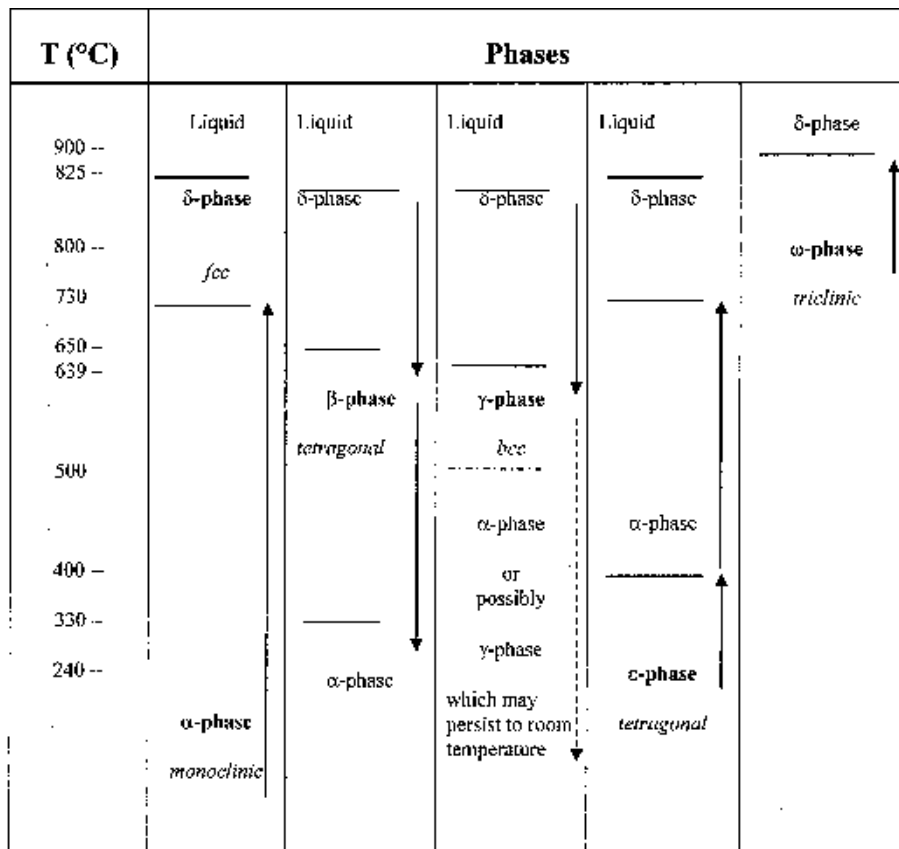 T (°C)
Phases
900 --
825 --
800 --
730
650 --
639 --
500
400 --
330 --
240 --
Liquid
δ-phase
fcc
α-phase
monoclinic
Liquid
δ-phase
β-phase
tetragonal
α-phase
Liquid
δ-phase
γ-phase
bcc
α-phase
or
possibly
γ-phase
which may
persist to room
temperature
Liquid
δ-phase
α-phase
ε-phase
tetragonal
δ-phase
ω-phase
triclinic